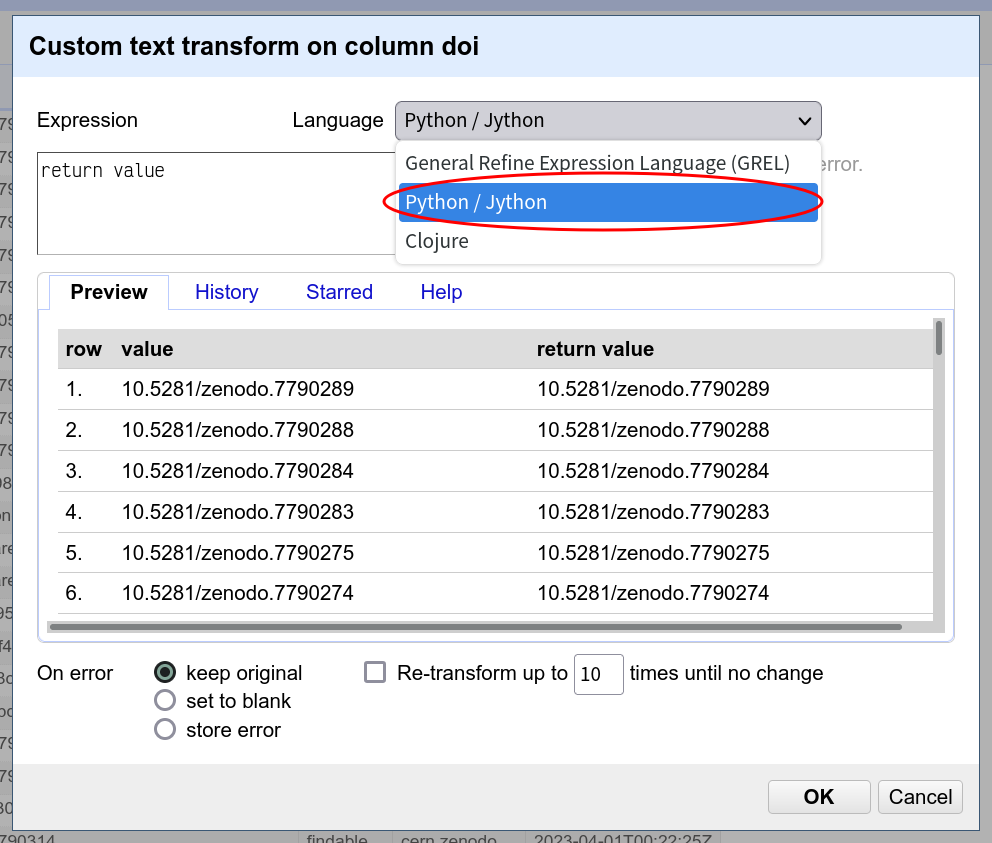 Custom text transform on column doi
Expression Language Python / Jython
General Refine Expression Language (GREL) error.
return value
Python / Jython
Clojure
Preview History Starred Help
row value return value
1. 10.5281/zenodo.7790289 10.5281/zenodo.7790289
2. 10.5281/zenodo.7790288 10.5281/zenodo.7790288
3. 10.5281/zenodo.7790284 10.5281/zenodo.7790284
4. 10.5281/zenodo.7790283 10.5281/zenodo.7790283
5. 10.5281/zenodo.7790275 10.5281/zenodo.7790275
6. 10.5281/zenodo.7790274 10.5281/zenodo.7790274
On error keep original Re-transform up to 10 times until no change
set to blank
store error
OK Cancel
790314 findable cern.zenodo 2023-04-01T00:22:25Z